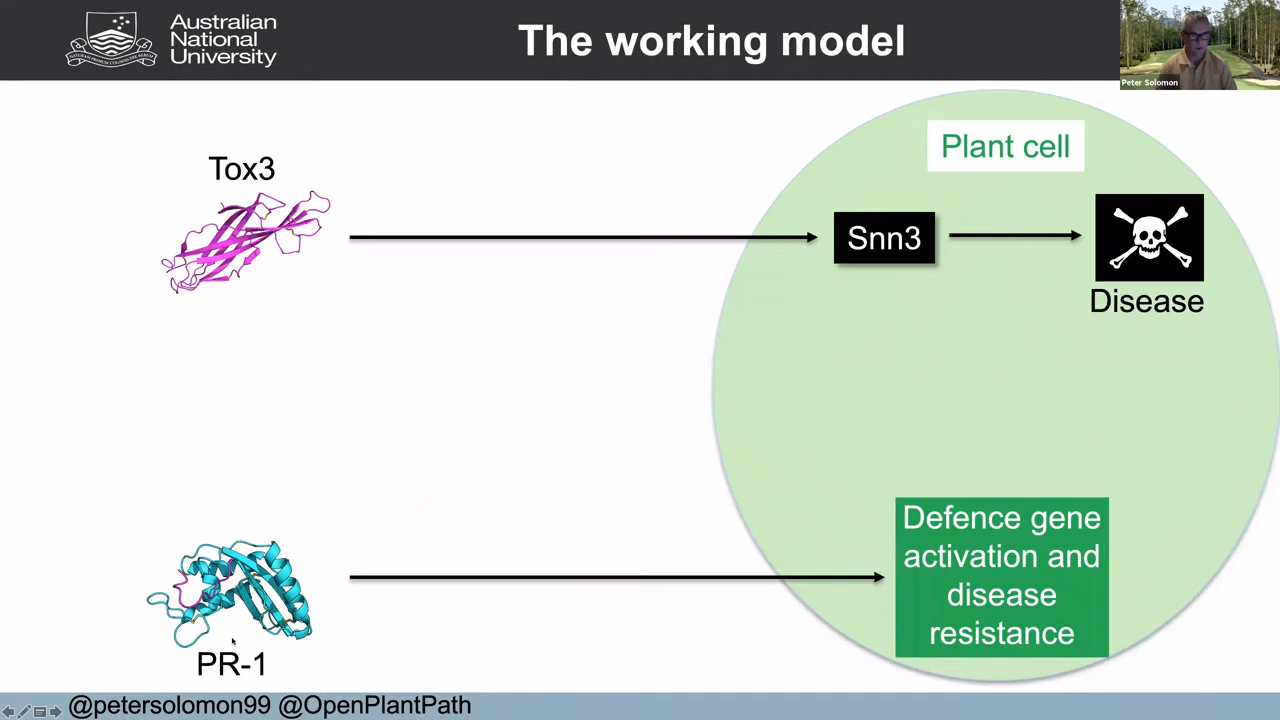 Australian
National
University
The working model
Peter Solomon
Plant cell
Tox3
Snn3
Disease
Defence gene
activation and
disease
resistance
PR-1
@petersolomon99 @OpenPlantPath